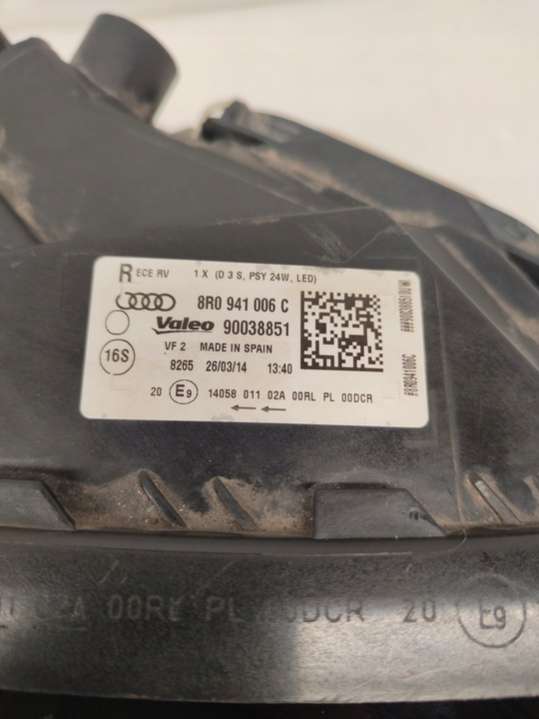 R ECE RV 1 X (D 3 S, PSY 24W, LED)
8R0 941 006 C
Valeo 90038851
VF 2 MADE IN SPAIN
16S
8265 26/03/14 13:40
20 E9 14058 011 02A 00RL PL 00DCR
#8R0941006C
02A 00RL PL 00DCR 20 E9